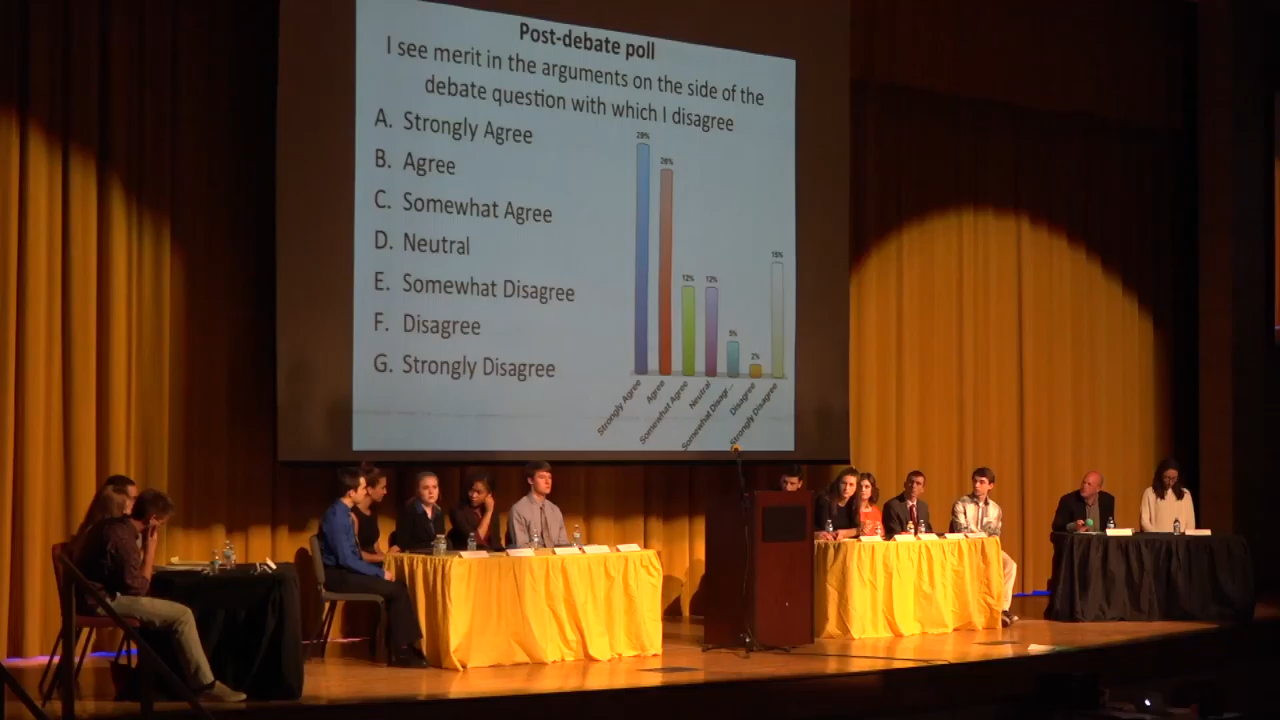 Post-debate poll
I see merit in the arguments on the side of the
debate question with which I disagree
A. Strongly Agree
B. Agree
C. Somewhat Agree
D. Neutral
E. Somewhat Disagree
F. Disagree
G. Strongly Disagree
29%
26%
12%
12%
5%
2%
15%
Strongly Agree
Agree
Somewhat Agree
Neutral
Somewhat Disagr...
Disagree
Strongly Disagree